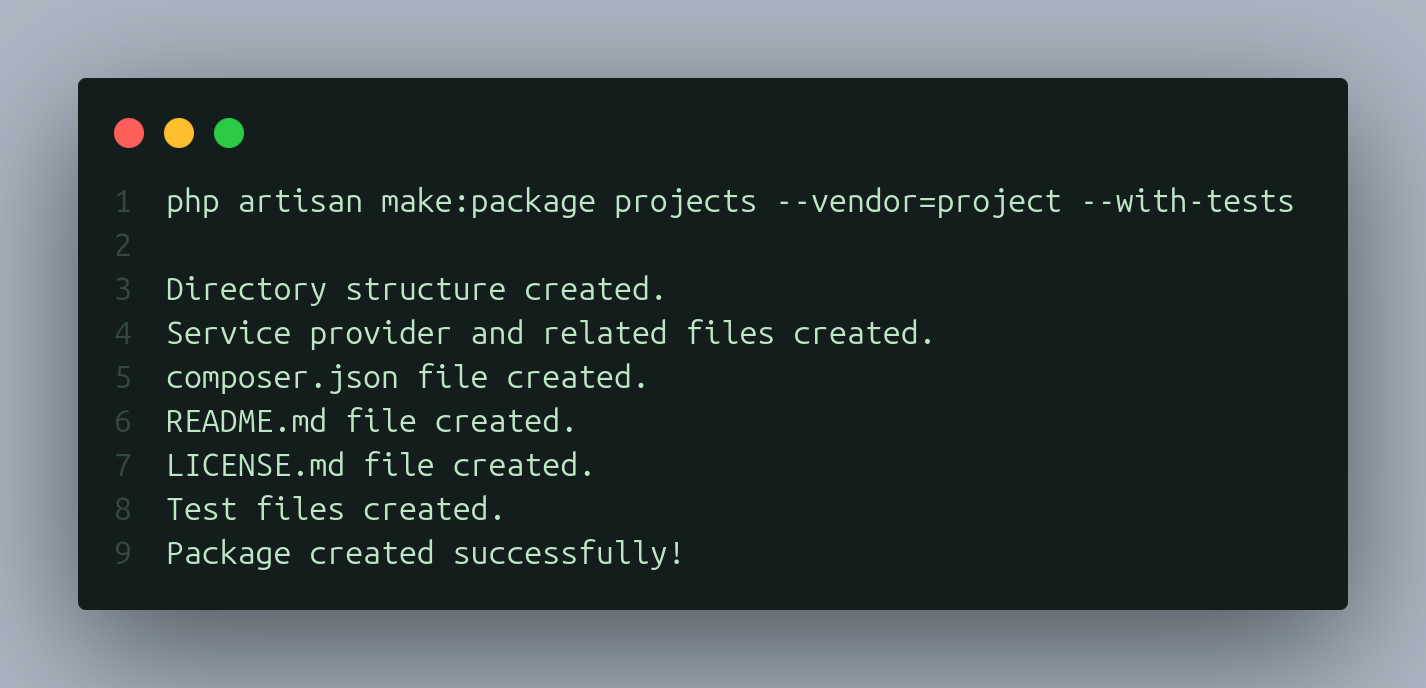 1 php artisan make:package projects --vendor=project --with-tests
2
3 Directory structure created.
4 Service provider and related files created.
5 composer.json file created.
6 README.md file created.
7 LICENSE.md file created.
8 Test files created.
9 Package created successfully!